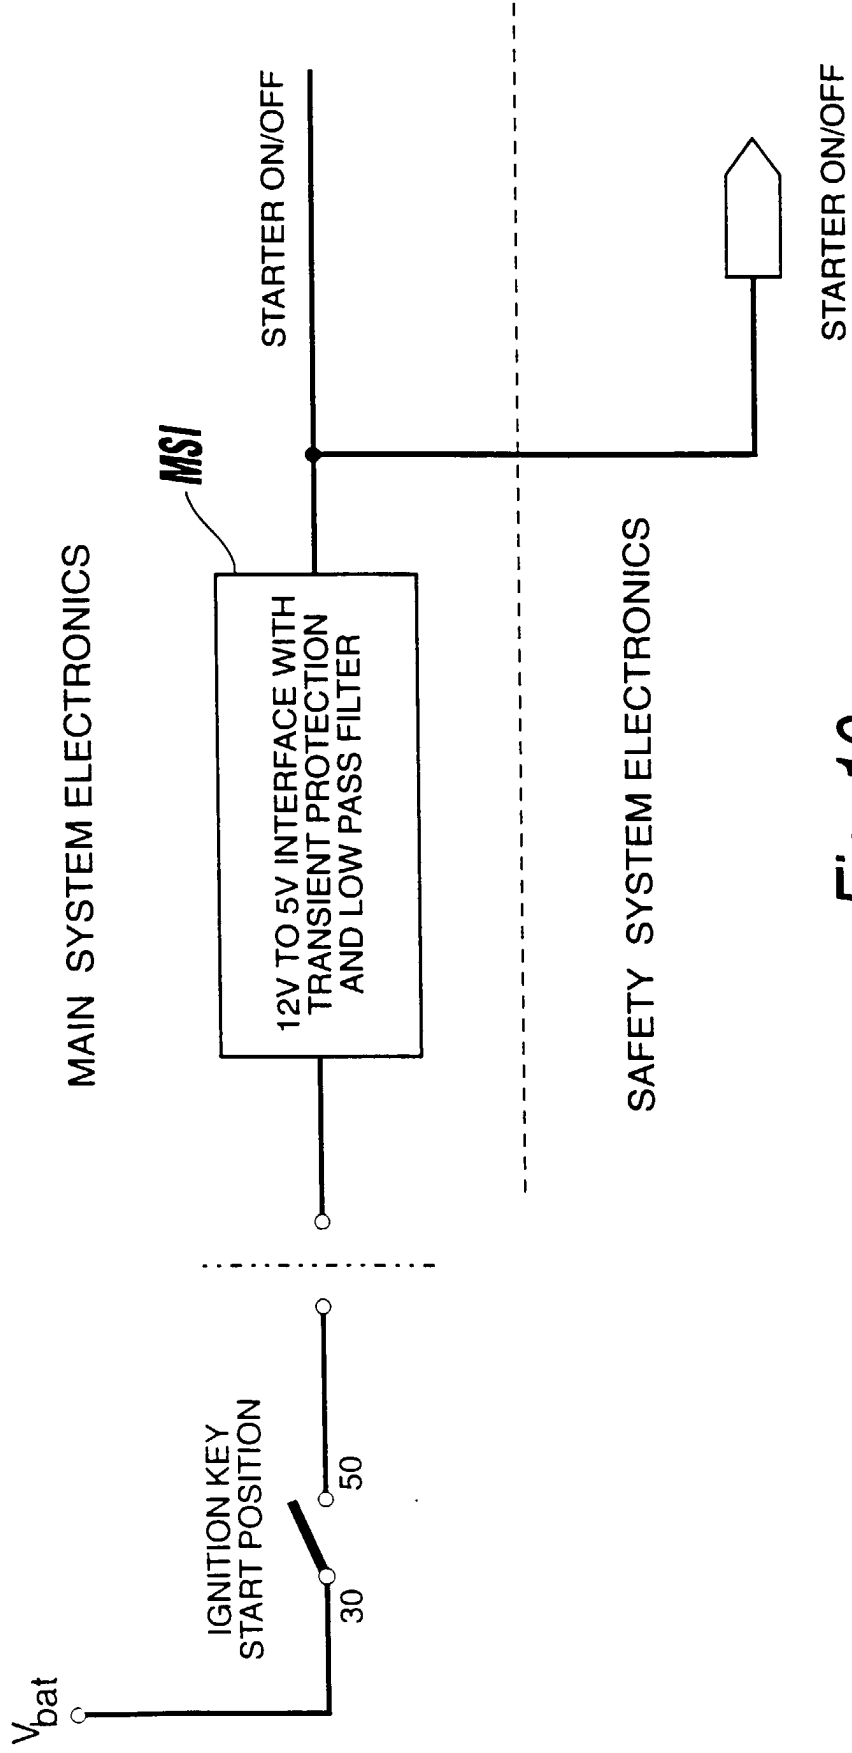 MAIN SYSTEM ELECTRONICS
MSI
STARTER ON/OFF
Vbat
IGNITION KEY
START POSITION
30
50
12V TO 5V INTERFACE WITH
TRANSIENT PROTECTION
AND LOW PASS FILTER
SAFETY SYSTEM ELECTRONICS
STARTER ON/OFF